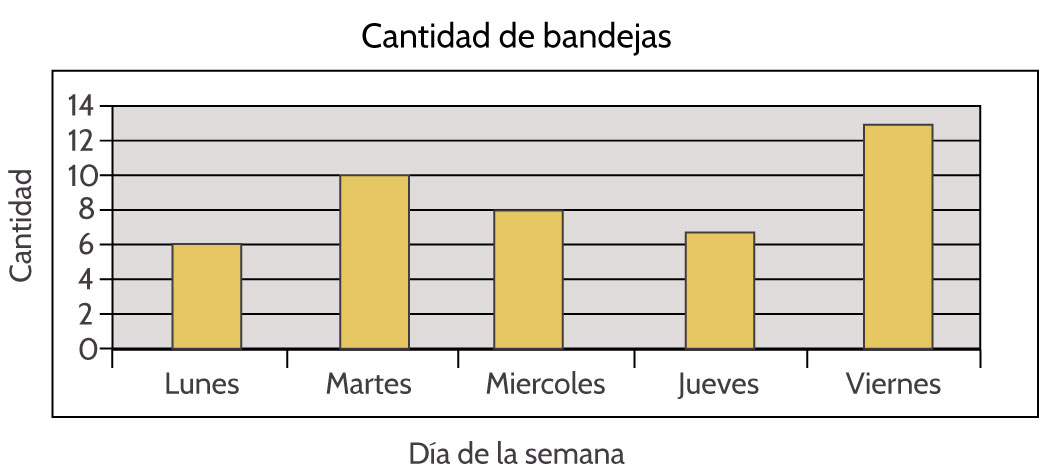 Cantidad de bandejas
Cantidad
14
12
10
8
6
4
2
0
Lunes Martes Miercoles Jueves Viernes
Día de la semana